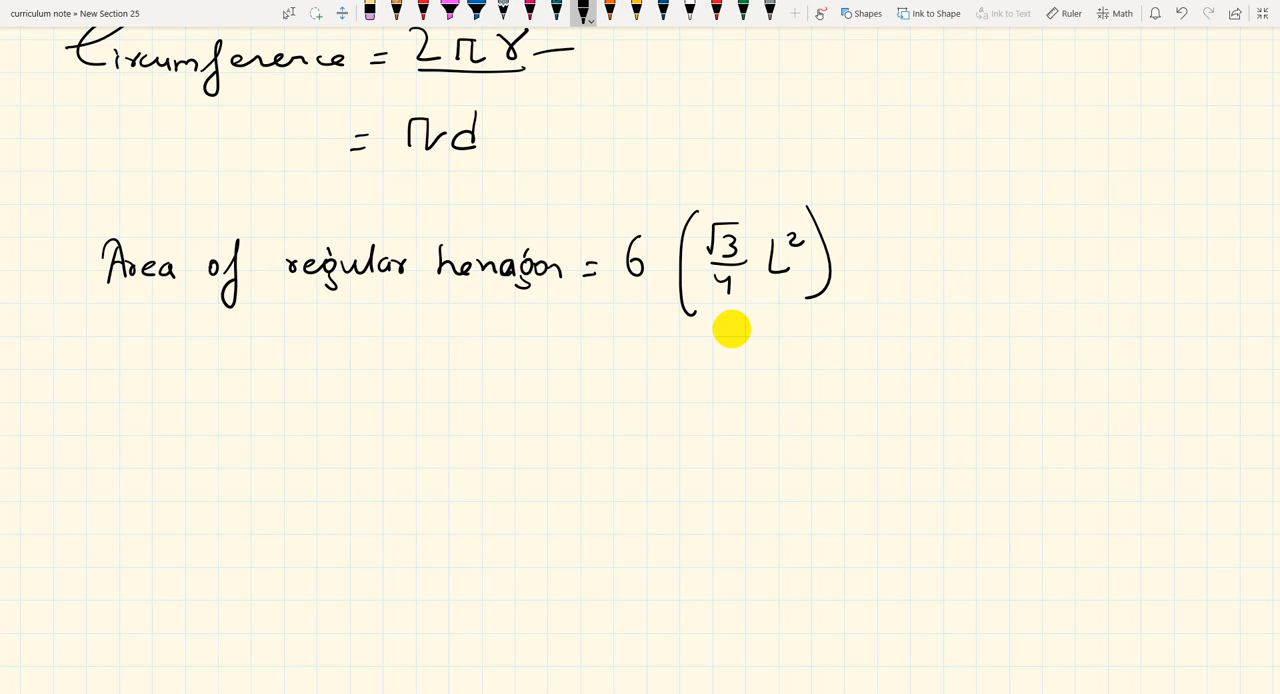 curriculum note » New Section 25
Shapes
Ink to Shape
Ink to Text
Ruler
Math
Circumference = 2πr
= πd
Area of regular hexagon = 6 (√3/4 L²)